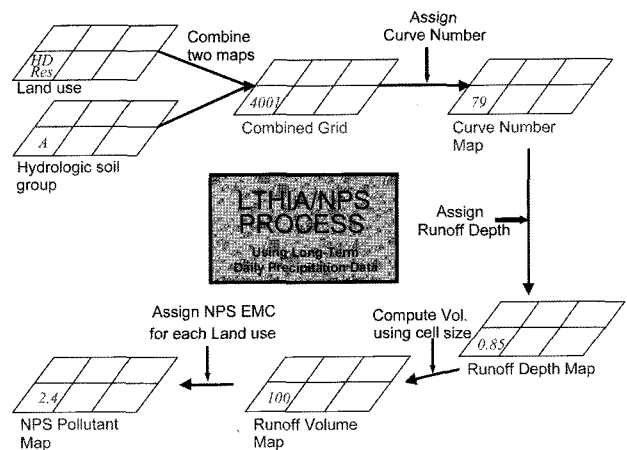 HD
Res
Land use
A
Hydrologic soil
group
Combine
two maps
4001
Combined Grid
Assign
Curve Number
79
Curve Number
Map
LTHIA/NPS
PROCESS
Using Long-Term
Daily Precipitation Data
Assign
Runoff Depth
0.85
Runoff Depth Map
Compute Vol.
using cell size
100
Runoff Volume
Map
Assign NPS EMC
for each Land use
2.4
NPS Pollutant
Map